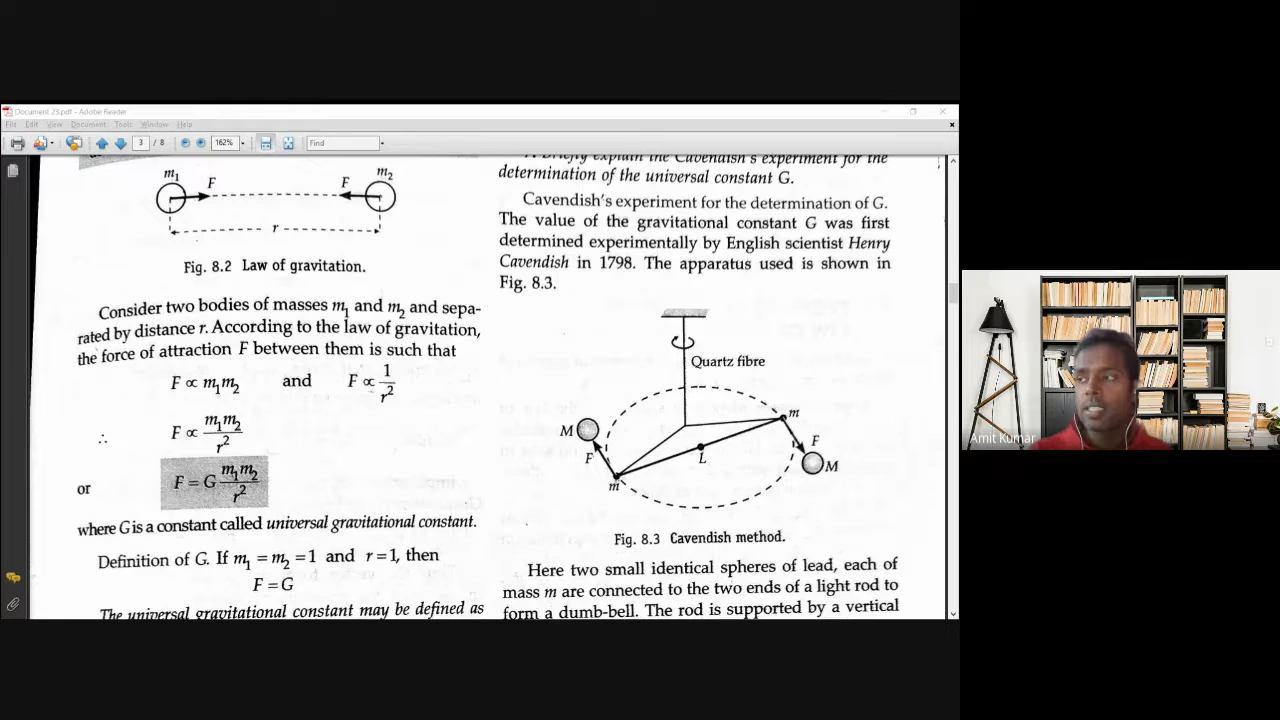 Document 23.pdf - Adobe Reader
File Edit View Document Tools Window Help
3 / 8 162% Find
m1 F F m2
r
Fig. 8.2 Law of gravitation.
Consider two bodies of masses m1 and m2 and sepa-
rated by distance r. According to the law of gravitation,
the force of attraction F between them is such that
F ∝ m1m2 and F ∝ 1/r²
∴ F ∝ m1m2/r²
or F = G m1m2/r²
where G is a constant called universal gravitational constant.
Definition of G. If m1 = m2 = 1 and r = 1, then
F = G
The universal gravitational constant may be defined as
Briefly explain the Cavendish's experiment for the
determination of the universal constant G.
Cavendish's experiment for the determination of G.
The value of the gravitational constant G was first
determined experimentally by English scientist Henry
Cavendish in 1798. The apparatus used is shown in
Fig. 8.3.
Quartz fibre
m
M
F
F
L
M
m
Fig. 8.3 Cavendish method.
Here two small identical spheres of lead, each of
mass m are connected to the two ends of a light rod to
form a dumb-bell. The rod is supported by a vertical
Amit Kumar